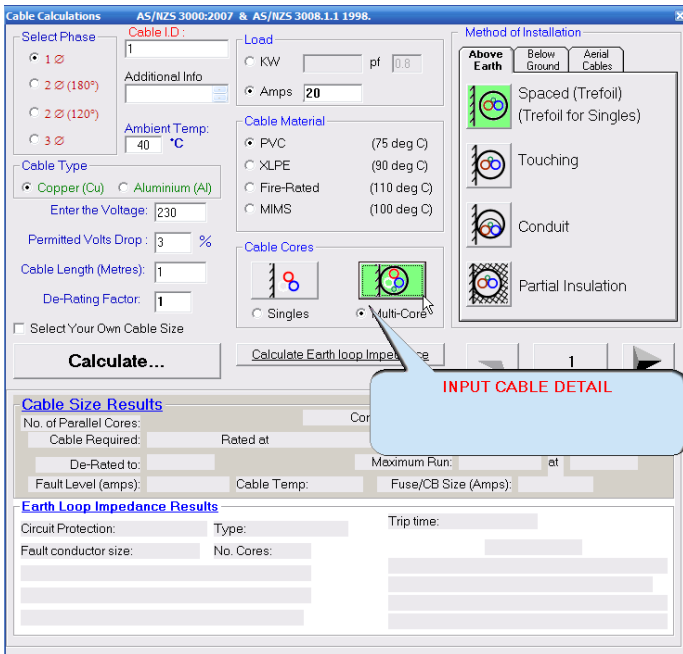 Cable Calculations AS/NZS 3000:2007 & AS/NZS 3008.1.1 1998.
Select Phase
1 Ø
2 Ø (180°)
2 Ø (120°)
3 Ø
Cable I.D :
1
Additional Info
Ambient Temp:
40 °C
Cable Type
Copper (Cu) Aluminium (Al)
Enter the Voltage: 230
Permitted Volts Drop : 3 %
Cable Length (Metres): 1
De-Rating Factor: 1
Select Your Own Cable Size
Calculate...
Load
KW pf 0.8
Amps 20
Cable Material
PVC (75 deg C)
XLPE (90 deg C)
Fire-Rated (110 deg C)
MIMS (100 deg C)
Cable Cores
Singles Multi-Core
Calculate Earth loop Impedance
Method of Installation
Above Earth
Below Ground
Aerial Cables
Spaced (Trefoil)
(Trefoil for Singles)
Touching
Conduit
Partial Insulation
1
INPUT CABLE DETAIL
Cable Size Results
No. of Parallel Cores:
Cable Required: Rated at
De-Rated to: Maximum Run: at
Fault Level (amps): Cable Temp: Fuse/CB Size (Amps):
Earth Loop Impedance Results
Circuit Protection: Type: Trip time:
Fault conductor size: No. Cores: